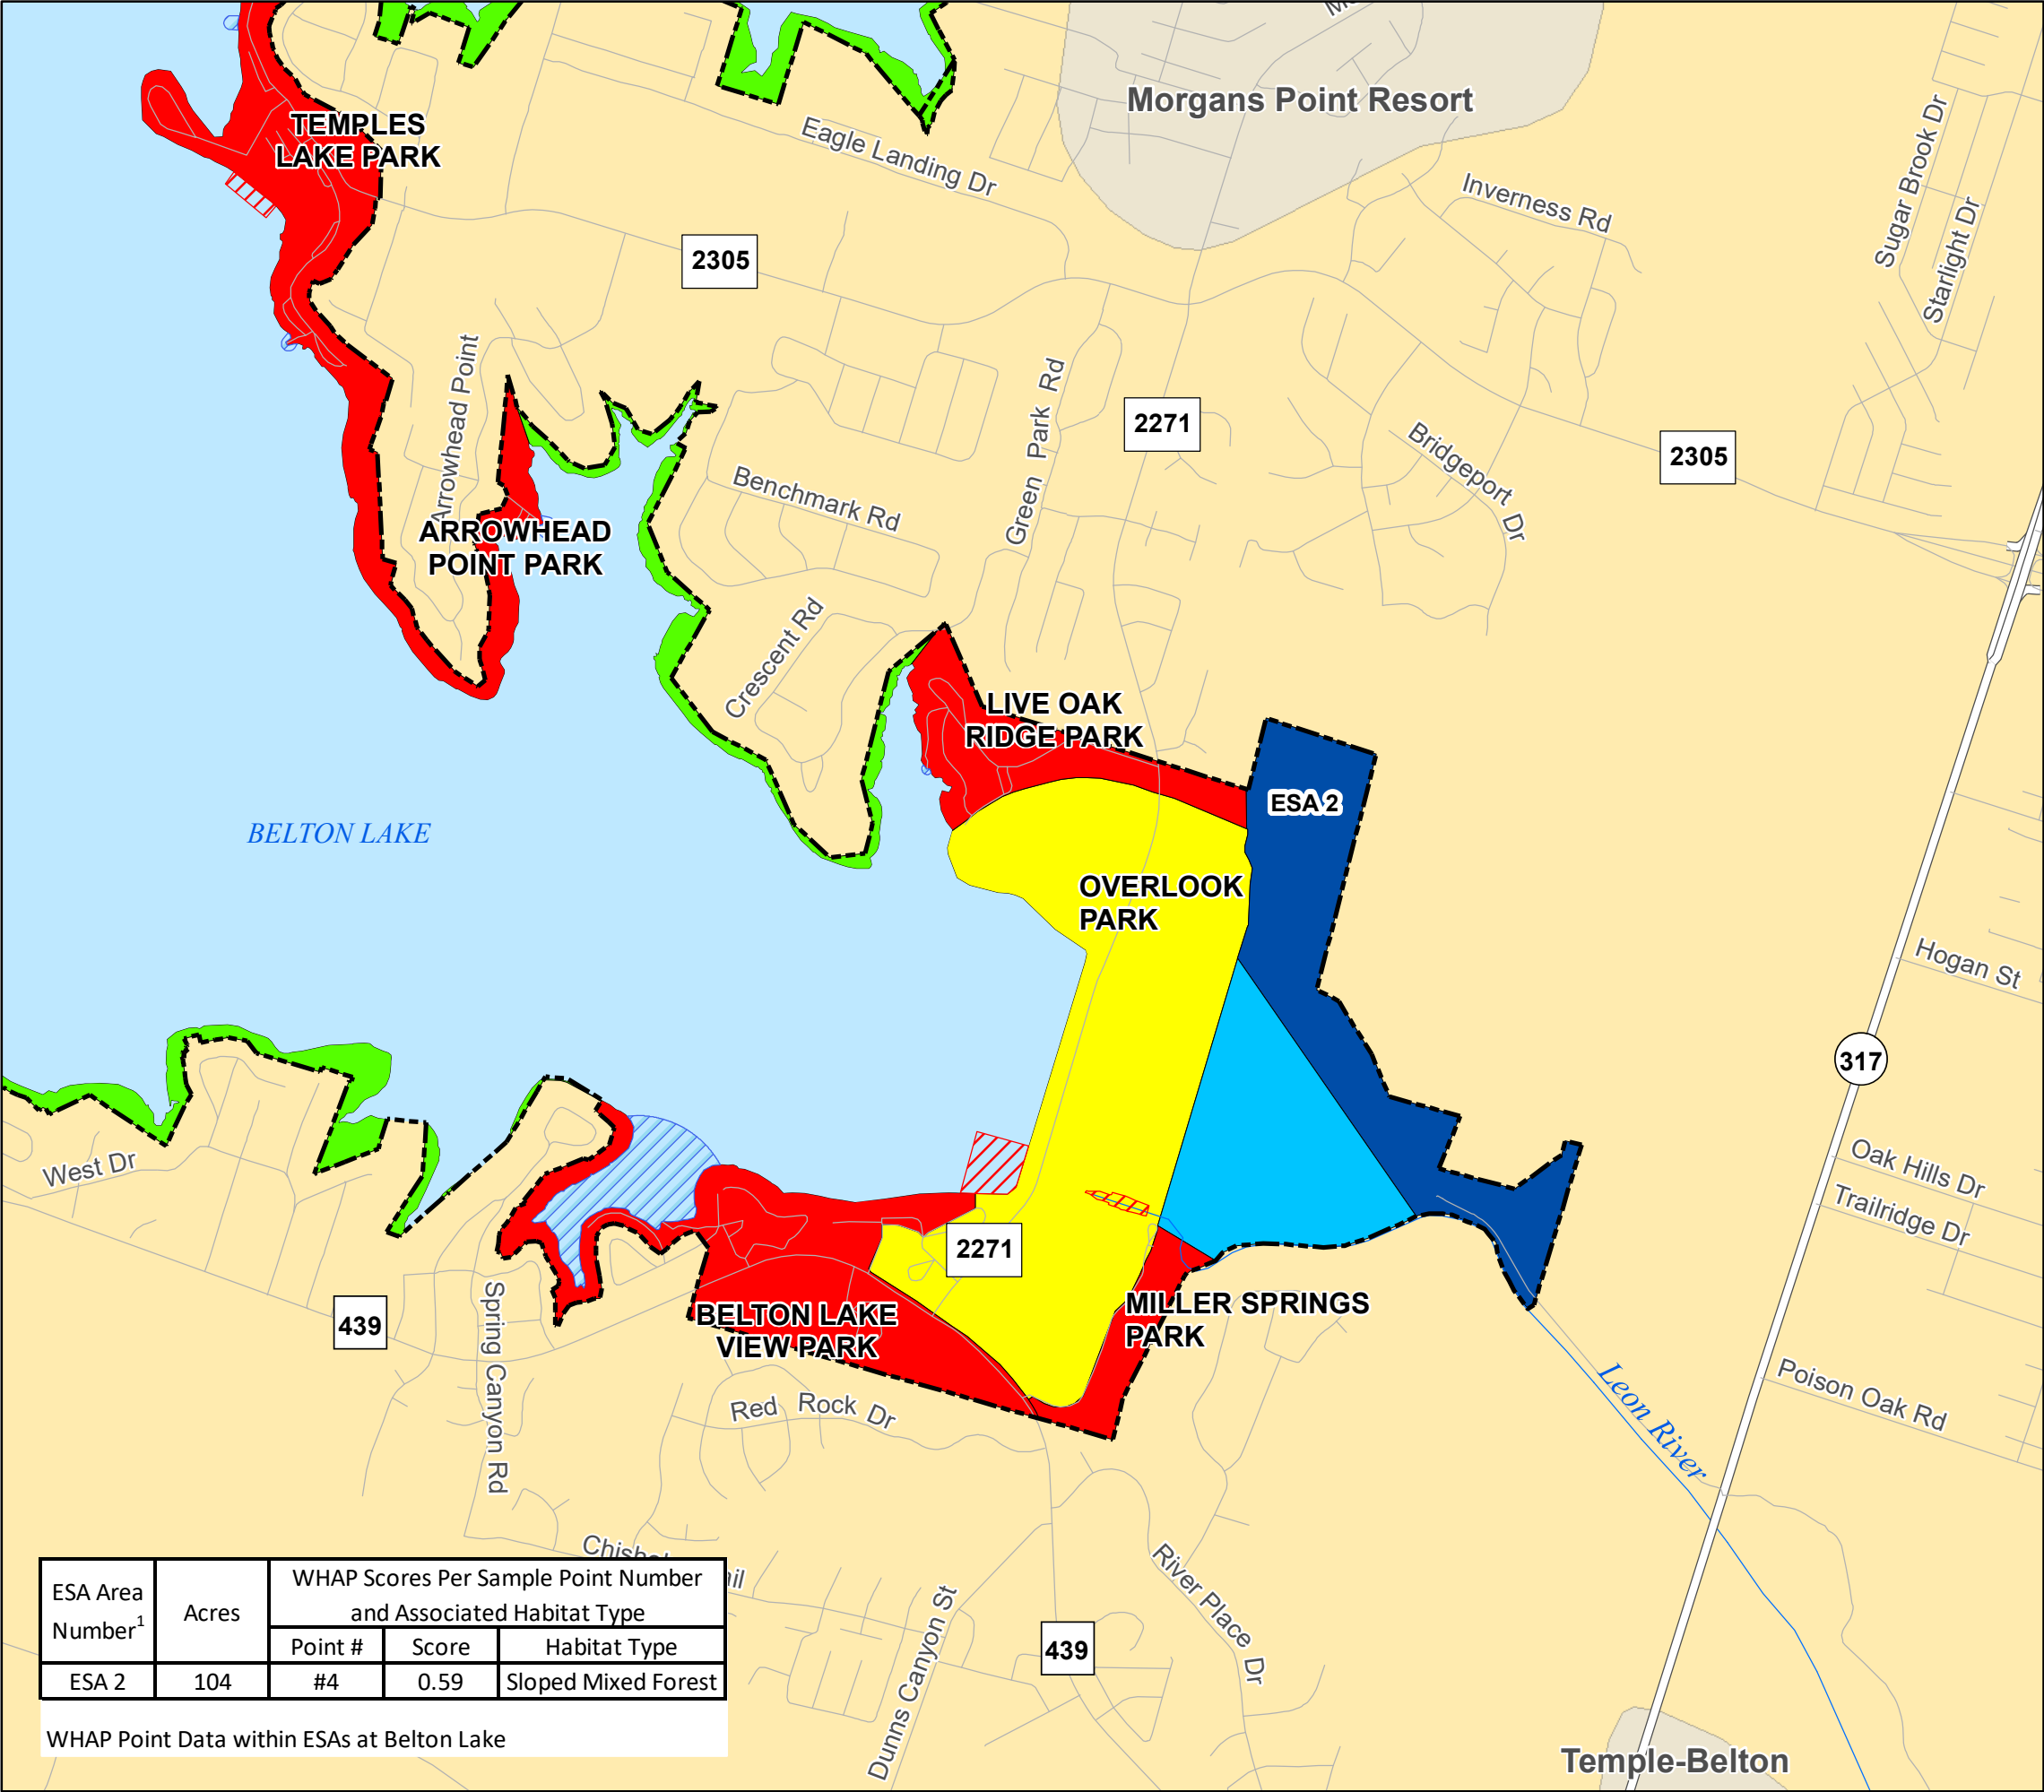 Morgans Point Resort
TEMPLES
LAKE PARK
Eagle Landing Dr
Inverness Rd
Sugar Brook Dr
Starlight Dr
2305
Arrowhead Point
Green Park Rd
2271
Bridgeport Dr
2305
Benchmark Rd
ARROWHEAD
POINT PARK
Crescent Rd
LIVE OAK
RIDGE PARK
ESA 2
BELTON LAKE
OVERLOOK
PARK
Hogan St
317
West Dr
Oak Hills Dr
Trailridge Dr
2271
439
Spring Canyon Rd
BELTON LAKE
VIEW PARK
MILLER SPRINGS
PARK
Red Rock Dr
Leon River
Poison Oak Rd
River Place Dr
Dunns Canyon St
439
ESA Area
Number1
Acres
WHAP Scores Per Sample Point Number
and Associated Habitat Type
Point # Score Habitat Type
ESA 2 104 #4 0.59 Sloped Mixed Forest
WHAP Point Data within ESAs at Belton Lake
Temple-Belton